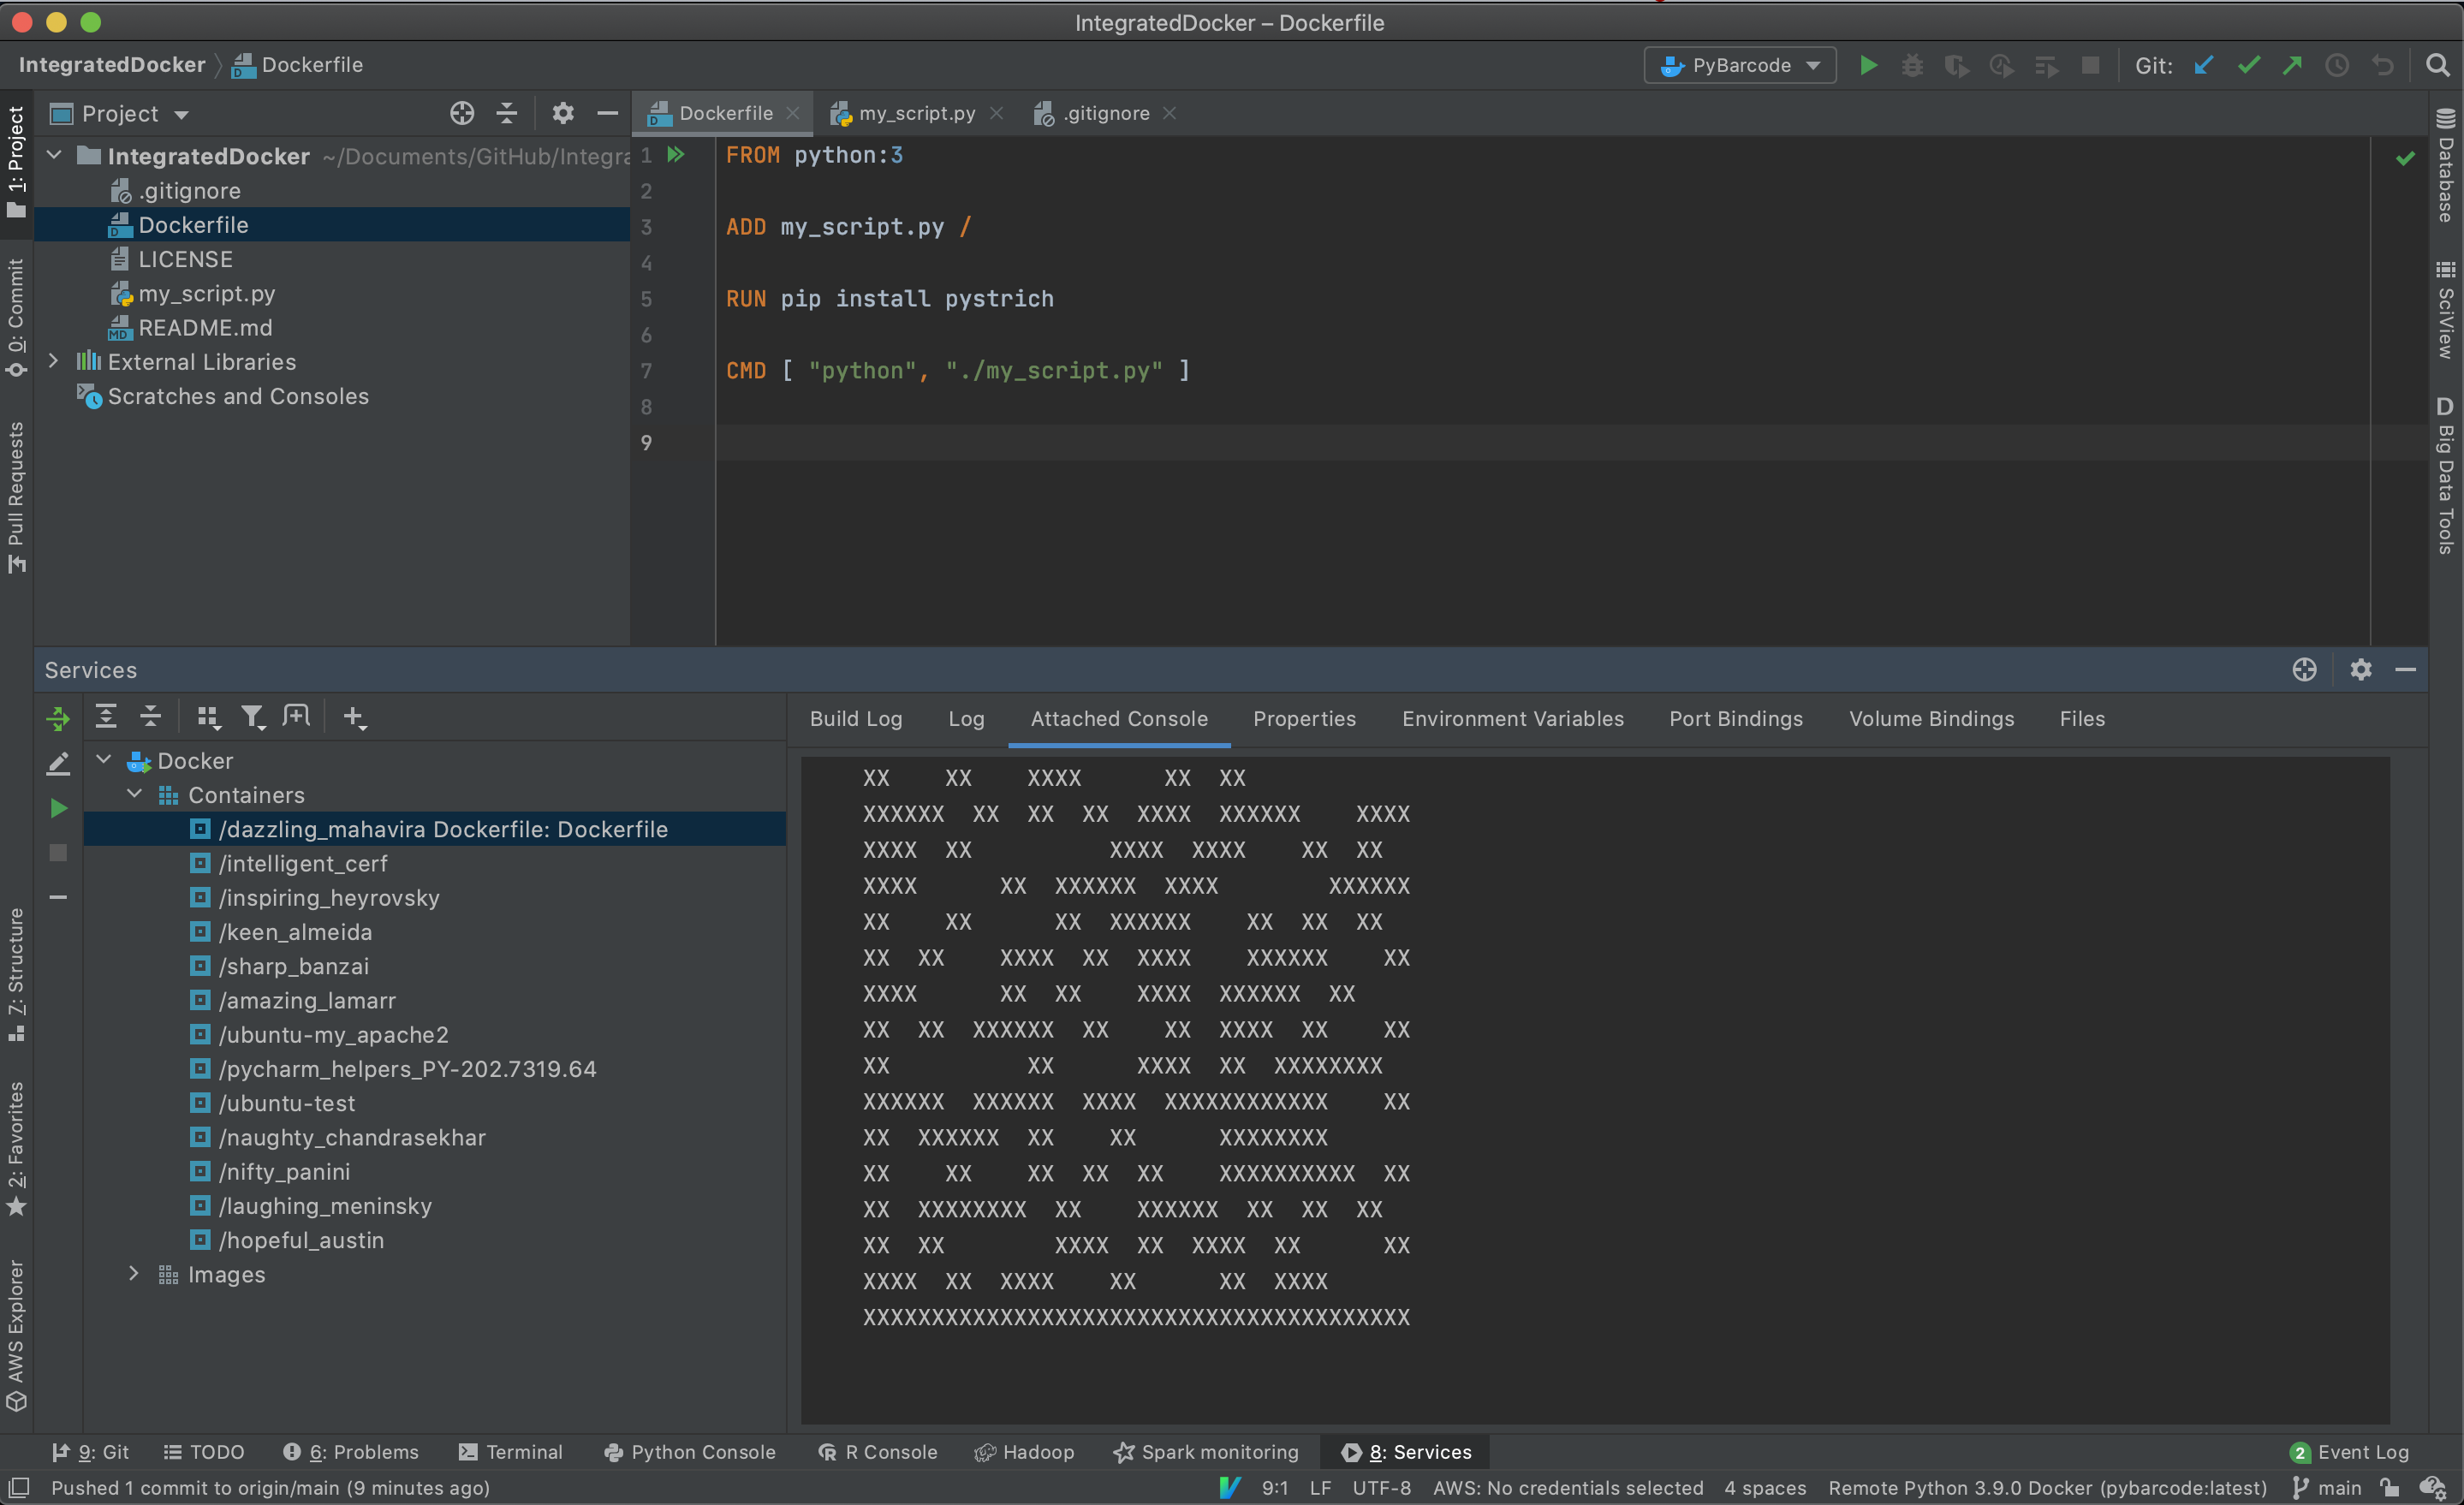 IntegratedDocker – Dockerfile
IntegratedDocker Dockerfile PyBarcode Git:
Project
Dockerfile my_script.py .gitignore
IntegratedDocker ~/Documents/GitHub/Integra
.gitignore
Dockerfile
LICENSE
my_script.py
README.md
External Libraries
Scratches and Consoles
1 FROM python:3
2
3 ADD my_script.py /
4
5 RUN pip install pystrich
6
7 CMD [ "python", "./my_script.py" ]
8
9
1: Project
0: Commit
Pull Requests
7: Structure
2: Favorites
AWS Explorer
Database
SciView
D Big Data Tools
Services
Build Log Log Attached Console Properties Environment Variables Port Bindings Volume Bindings Files
Docker
Containers
/dazzling_mahavira Dockerfile: Dockerfile
/intelligent_cerf
/inspiring_heyrovsky
/keen_almeida
/sharp_banzai
/amazing_lamarr
/ubuntu-my_apache2
/pycharm_helpers_PY-202.7319.64
/ubuntu-test
/naughty_chandrasekhar
/nifty_panini
/laughing_meninsky
/hopeful_austin
Images
XX    XX    XXXX      XX  XX
XXXXXX  XX  XX  XX  XXXX  XXXXXX    XXXX
XXXX  XX          XXXX  XXXX    XX  XX
XXXX      XX  XXXXXX  XXXX        XXXXXX
XX    XX      XX  XXXXXX    XX  XX  XX
XX  XX    XXXX  XX  XXXX    XXXXXX    XX
XXXX      XX  XX    XXXX  XXXXXX  XX
XX  XX  XXXXXX  XX    XX  XXXX  XX    XX
XX          XX      XXXX  XX  XXXXXXXX
XXXXXX  XXXXXX  XXXX  XXXXXXXXXXXX    XX
XX  XXXXXX  XX    XX      XXXXXXXX
XX    XX    XX  XX  XX    XXXXXXXXXX  XX
XX  XXXXXXXX  XX    XXXXXX  XX  XX  XX
XX  XX        XXXX  XX  XXXX  XX      XX
XXXX  XX  XXXX    XX      XX  XXXX
XXXXXXXXXXXXXXXXXXXXXXXXXXXXXXXXXXXXXXXX
9: Git TODO 6: Problems Terminal Python Console R Console Hadoop Spark monitoring 8: Services 2 Event Log
Pushed 1 commit to origin/main (9 minutes ago) 9:1 LF UTF-8 AWS: No credentials selected 4 spaces Remote Python 3.9.0 Docker (pybarcode:latest) main